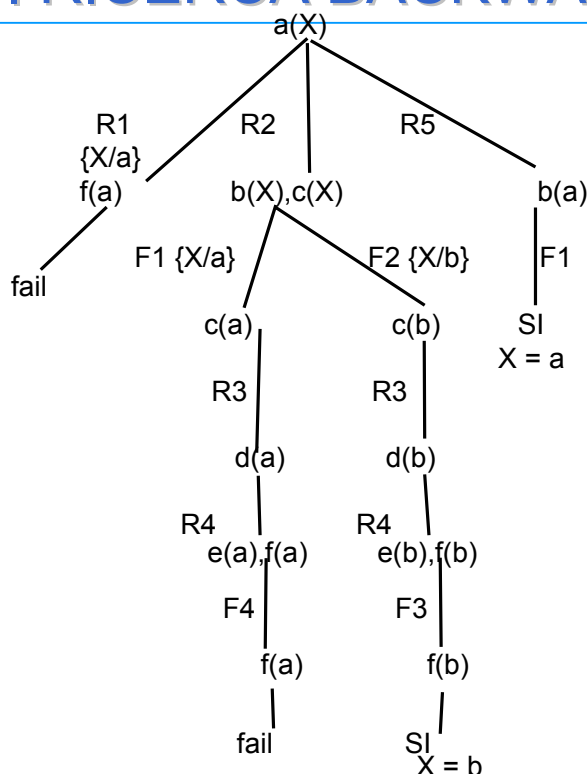 a(X)
R1 R2 R5
{X/a}
f(a) b(X),c(X) b(a)
F1 {X/a} F2 {X/b} F1
fail
c(a) c(b) SI
X = a
R3 R3
d(a) d(b)
R4 R4
e(a),f(a) e(b),f(b)
F4 F3
f(a) f(b)
fail SI
X = b